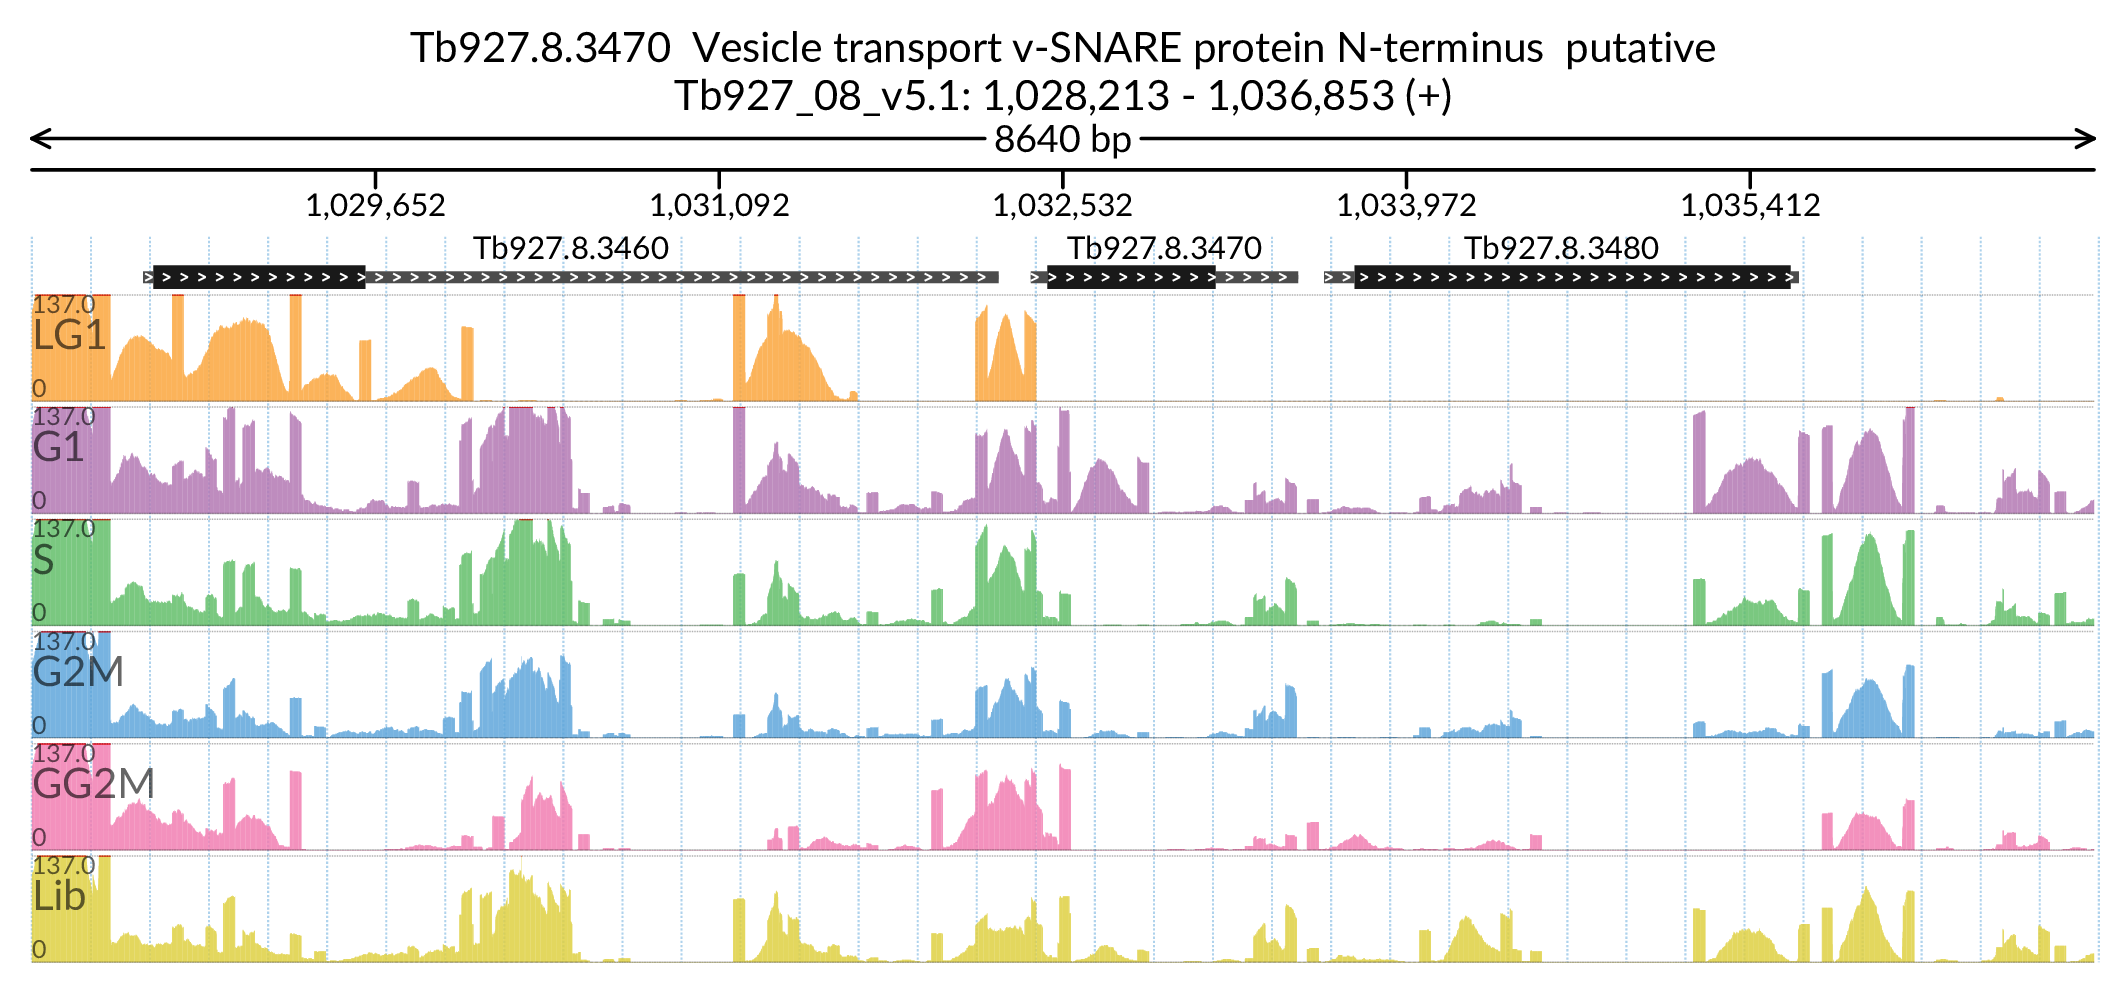 Tb927.8.3470  Vesicle transport v-SNARE protein N-terminus  putative
Tb927_08_v5.1: 1,028,213 - 1,036,853 (+)
8640 bp
1,029,652 1,031,092 1,032,532 1,033,972 1,035,412
Tb927.8.3460 Tb927.8.3470 Tb927.8.3480
137.0
LG1
0
137.0
G1
0
137.0
S
0
137.0
G2M
0
137.0
GG2M
0
137.0
Lib
0